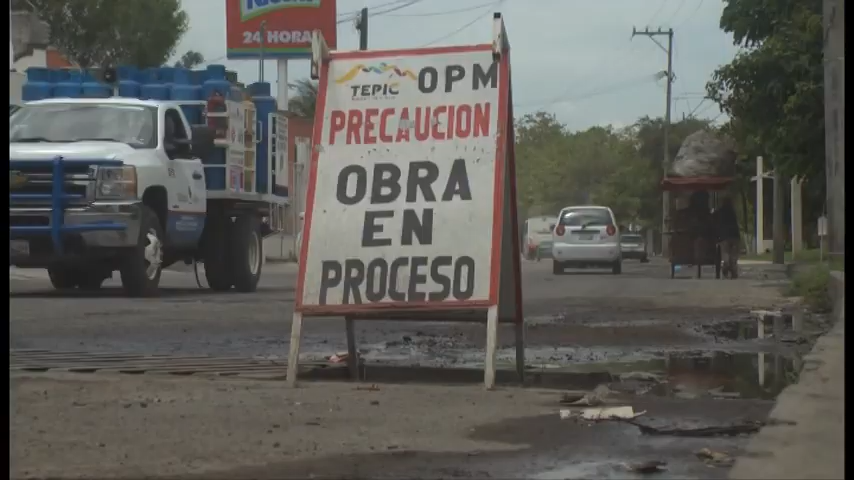 24 HORAS
TEPIC OPM
PRECAUCION
OBRA
EN
PROCESO